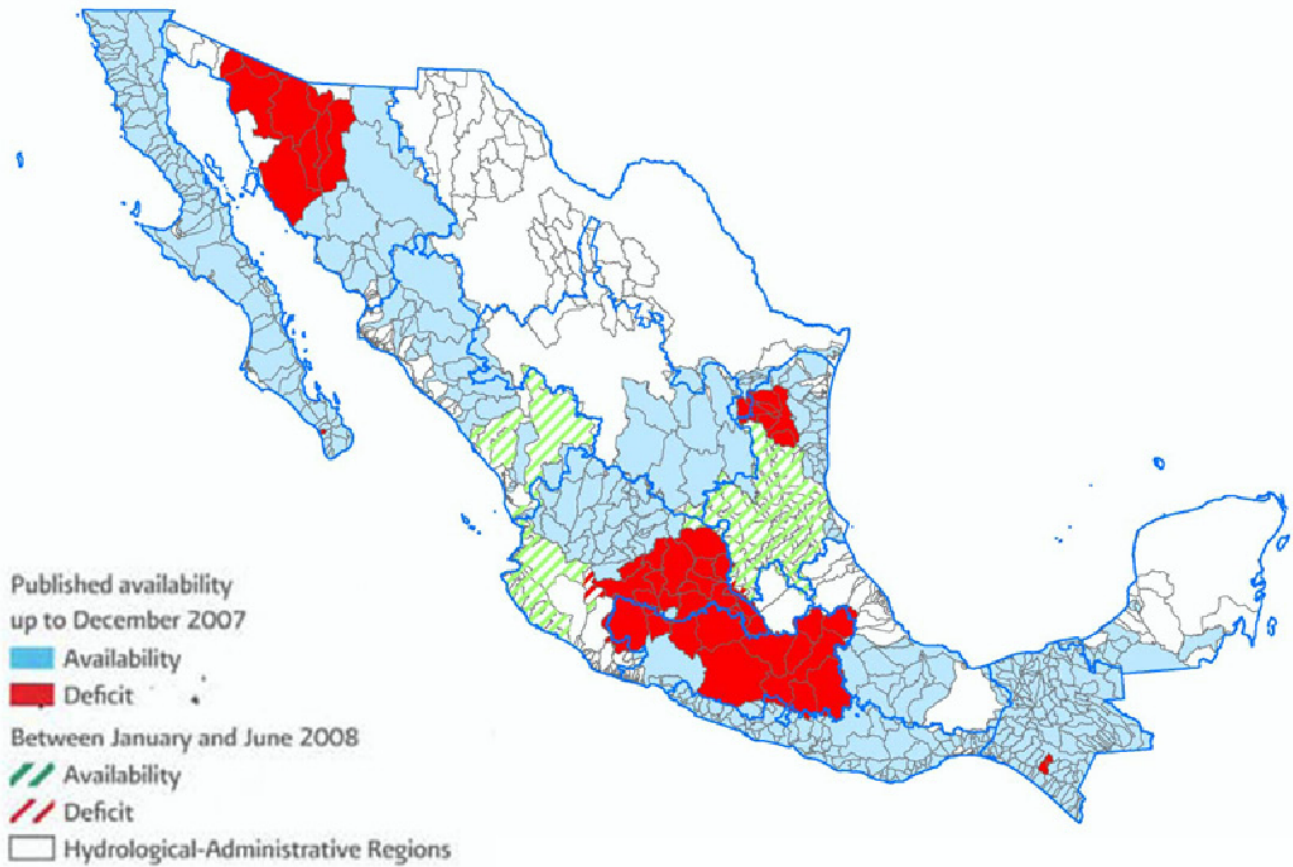 Published availability
up to December 2007
Availability
Deficit
Between January and June 2008
Availability
Deficit
Hydrological-Administrative Regions